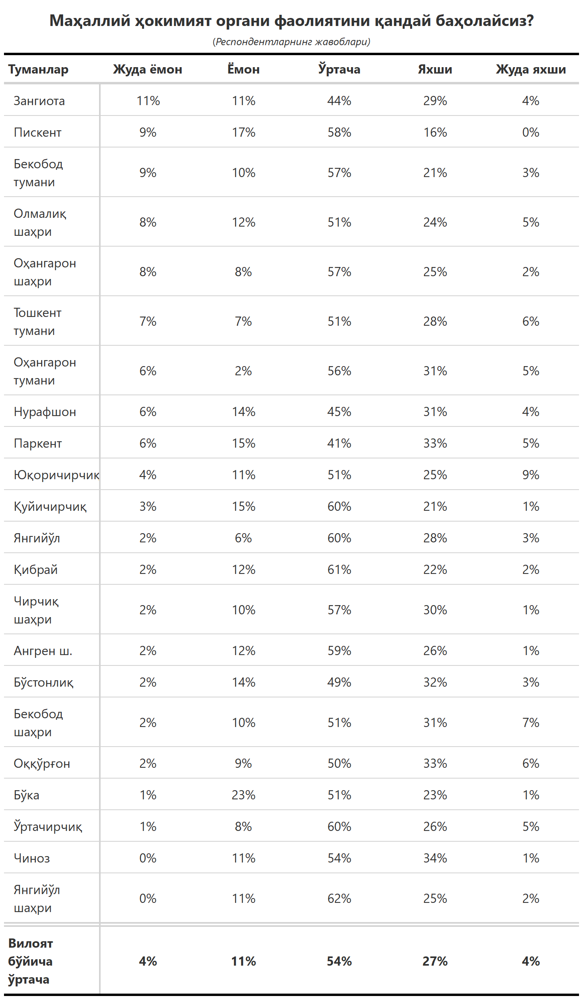 Маҳаллий ҳокимият органи фаолиятини қандай баҳолайсиз?
(Респондентларнинг жавоблари)
Туманлар Жуда ёмон Ёмон Ўртача Яхши Жуда яхши
Зангиота 11% 11% 44% 29% 4%
Пискент 9% 17% 58% 16% 0%
Бекобод
тумани 9% 10% 57% 21% 3%
Олмалиқ
шаҳри 8% 12% 51% 24% 5%
Оҳангарон
шаҳри 8% 8% 57% 25% 2%
Тошкент
тумани 7% 7% 51% 28% 6%
Оҳангарон
тумани 6% 2% 56% 31% 5%
Нурафшон 6% 14% 45% 31% 4%
Паркент 6% 15% 41% 33% 5%
Юқоричирчик 4% 11% 51% 25% 9%
Қуйичирчиқ 3% 15% 60% 21% 1%
Янгийўл 2% 6% 60% 28% 3%
Қибрай 2% 12% 61% 22% 2%
Чирчиқ
шаҳри 2% 10% 57% 30% 1%
Ангрен ш. 2% 12% 59% 26% 1%
Бўстонлиқ 2% 14% 49% 32% 3%
Бекобод
шаҳри 2% 10% 51% 31% 7%
Оққўрғон 2% 9% 50% 33% 6%
Бўка 1% 23% 51% 23% 1%
Ўртачирчиқ 1% 8% 60% 26% 5%
Чиноз 0% 11% 54% 34% 1%
Янгийўл
шаҳри 0% 11% 62% 25% 2%
Вилоят
бўйича
ўртача 4% 11% 54% 27% 4%